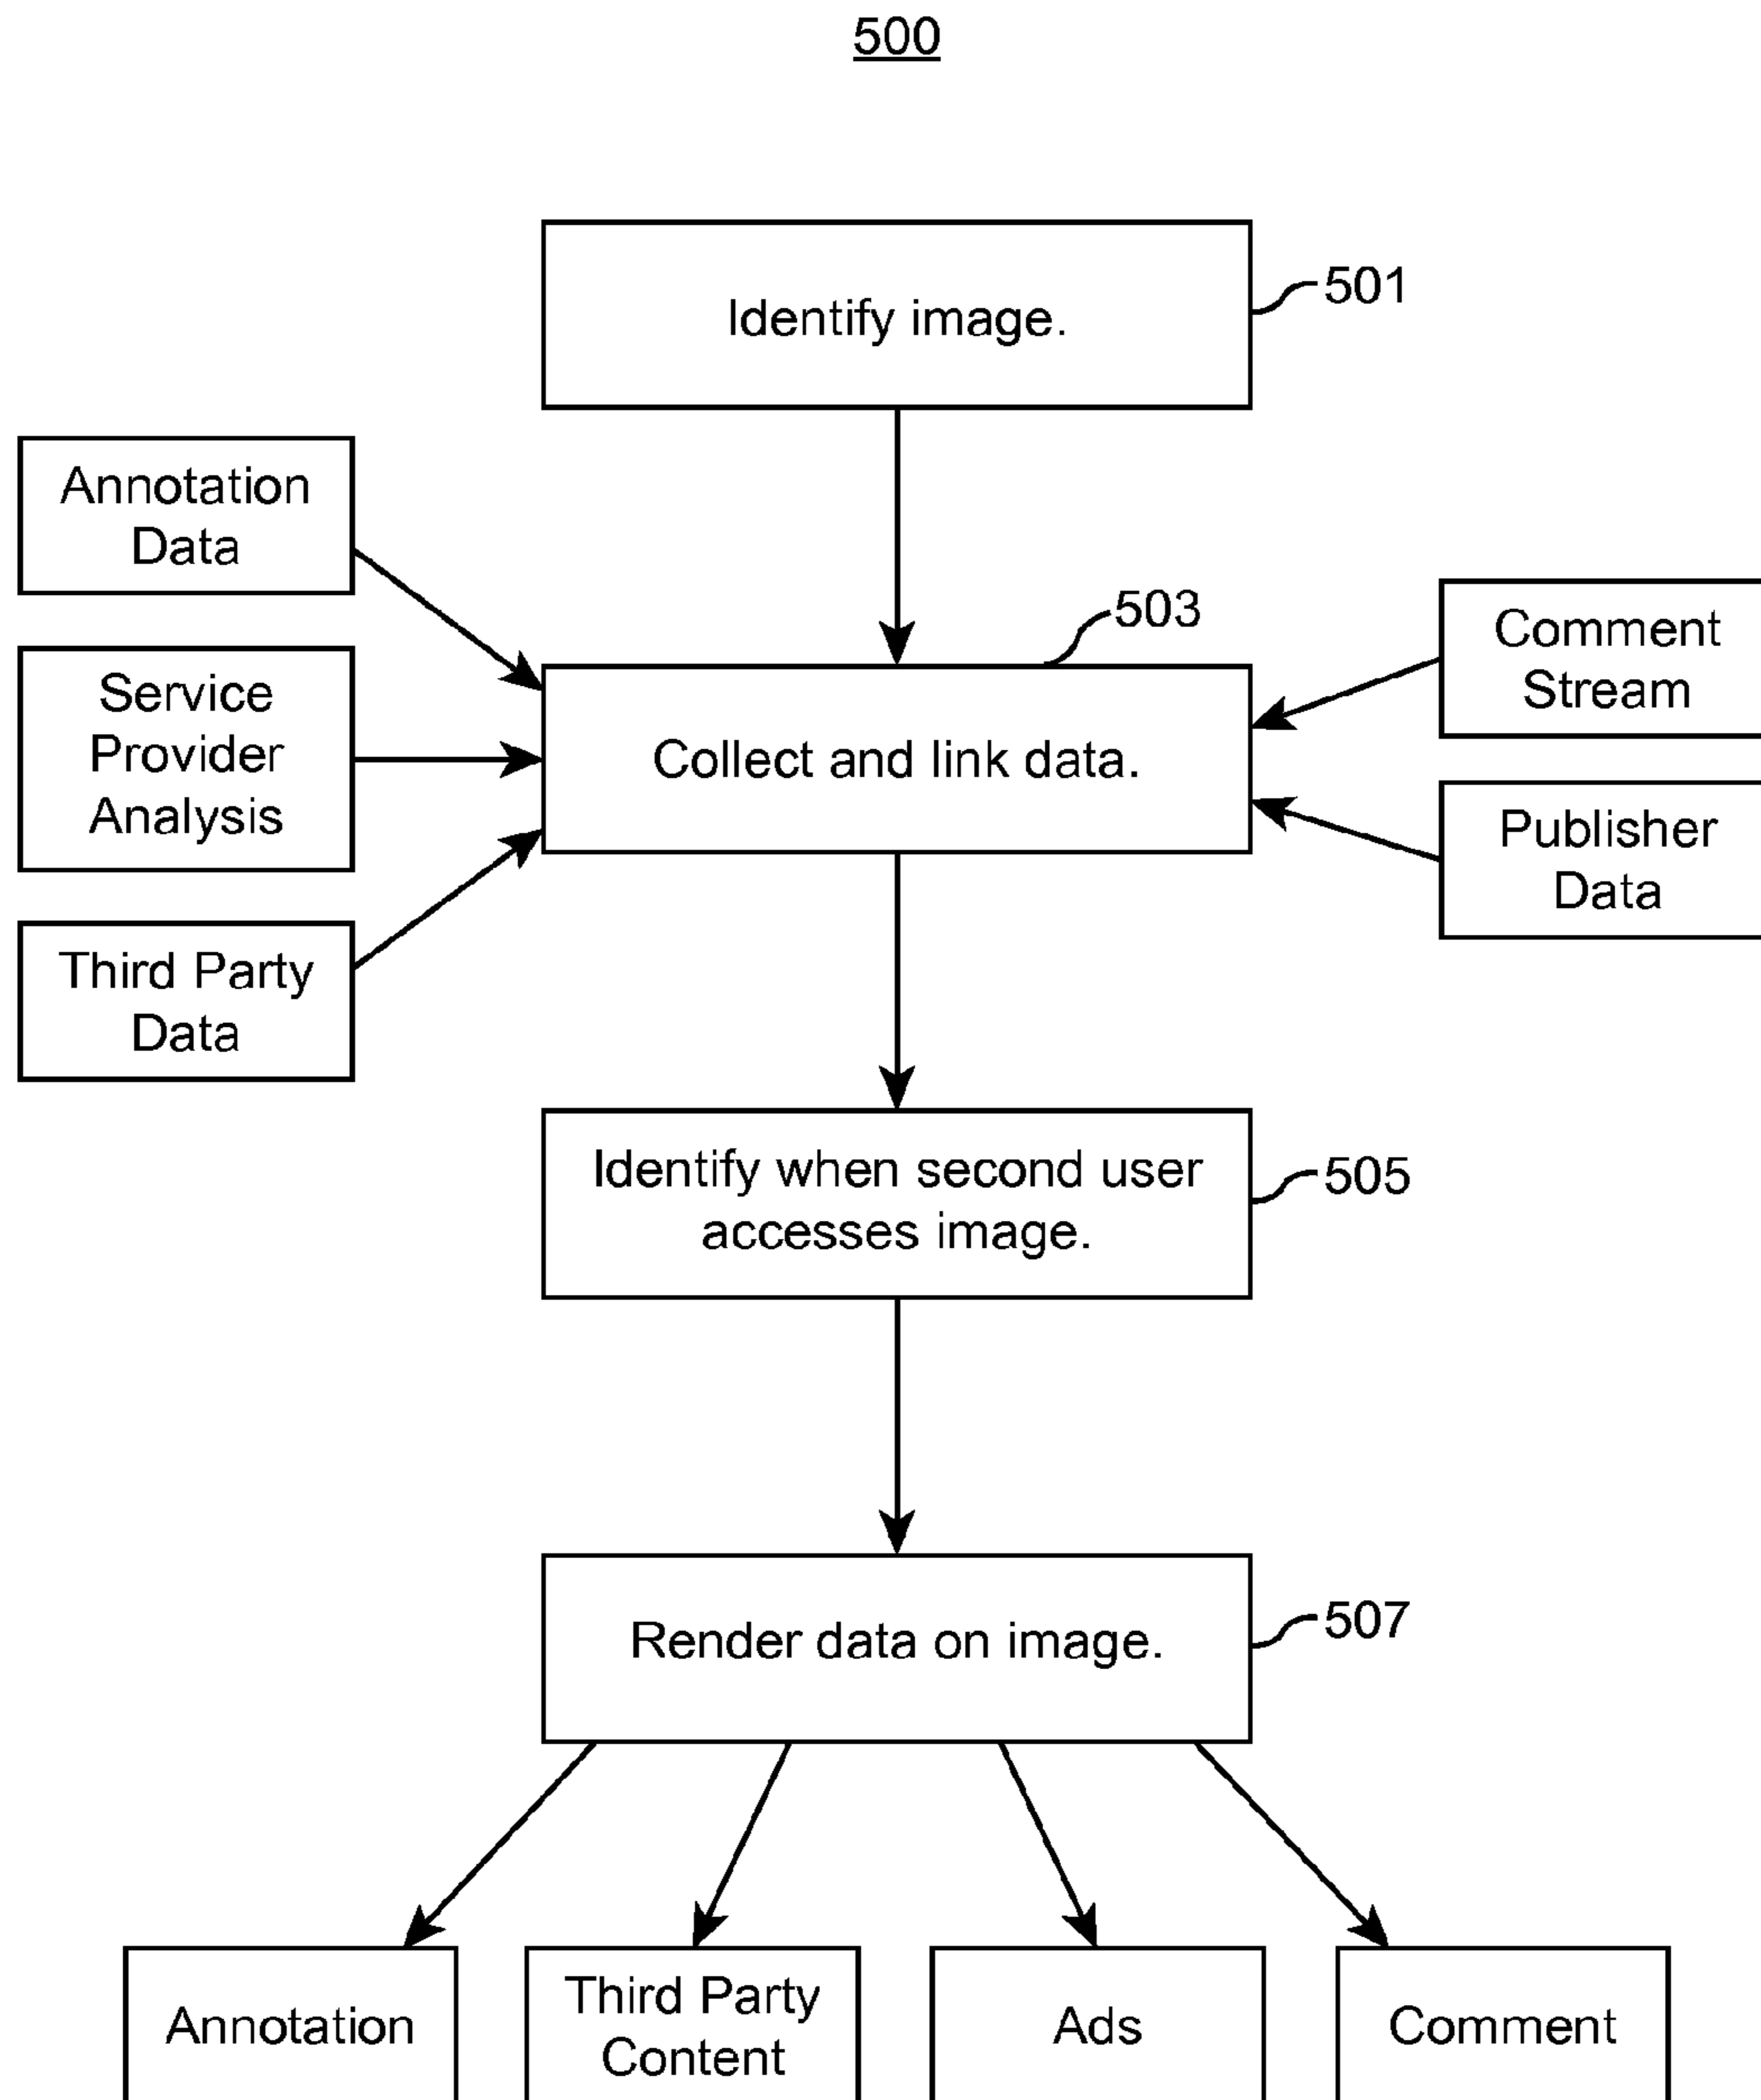 500
Identify image.
501
Annotation
Data
Service
Provider
Analysis
Third Party
Data
503
Collect and link data.
Comment
Stream
Publisher
Data
Identify when second user
accesses image.
505
Render data on image.
507
Annotation
Third Party
Content
Ads
Comment